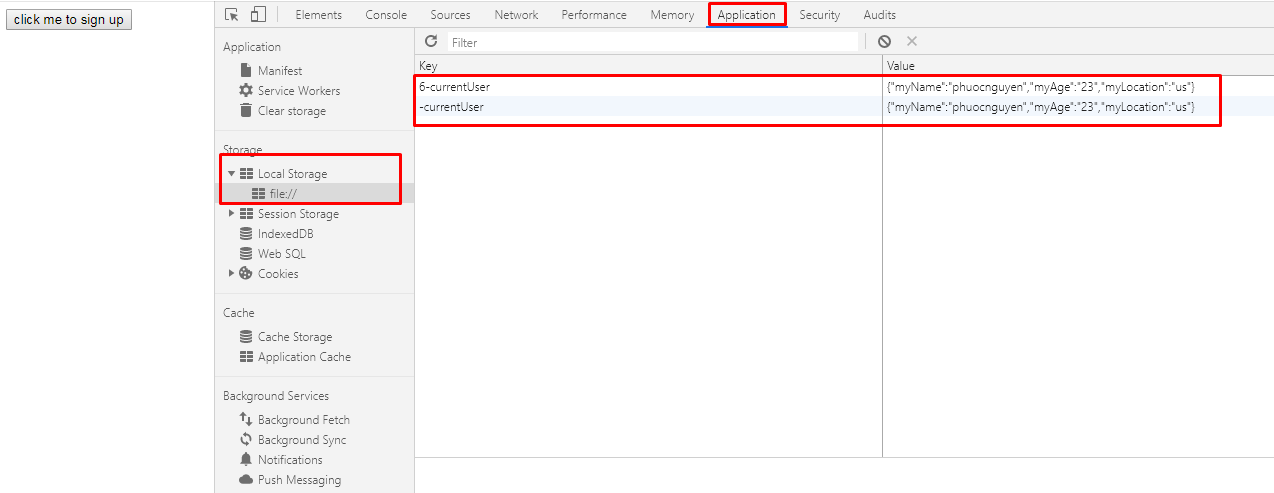 click me to sign up
Elements Console Sources Network Performance Memory Application Security Audits
Application
Manifest
Service Workers
Clear storage
Storage
Local Storage
file://
Session Storage
IndexedDB
Web SQL
Cookies
Cache
Cache Storage
Application Cache
Background Services
Background Fetch
Background Sync
Notifications
Push Messaging
Filter
Key Value
6-currentUser {"myName":"phuocnguyen","myAge":"23","myLocation":"us"}
-currentUser {"myName":"phuocnguyen","myAge":"23","myLocation":"us"}